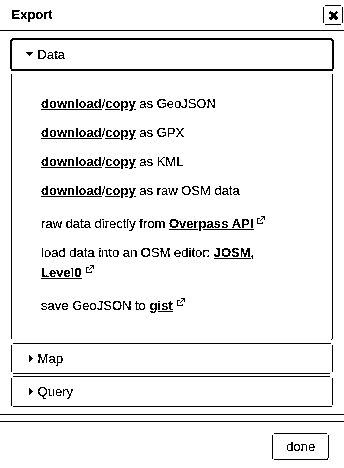 Export
Data
download/copy as GeoJSON
download/copy as GPX
download/copy as KML
download/copy as raw OSM data
raw data directly from Overpass API
load data into an OSM editor: JOSM,
Level0
save GeoJSON to gist
Map
Query
done